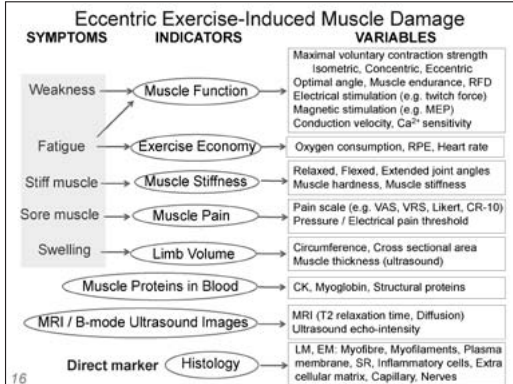 Eccentric Exercise-Induced Muscle Damage
SYMPTOMS INDICATORS VARIABLES
Weakness
Muscle Function
Maximal voluntary contraction strength
Isometric, Concentric, Eccentric
Optimal angle, Muscle endurance, RFD
Electrical stimulation (e.g. twitch force)
Magnetic stimulation (e.g. MEP)
Conduction velocity, Ca²⁺ sensitivity
Fatigue
Exercise Economy
Oxygen consumption, RPE, Heart rate
Stiff muscle
Muscle Stiffness
Relaxed, Flexed, Extended joint angles
Muscle hardness, Muscle stiffness
Sore muscle
Muscle Pain
Pain scale (e.g. VAS, VRS, Likert, CR-10)
Pressure / Electrical pain threshold
Swelling
Limb Volume
Circumference, Cross sectional area
Muscle thickness (ultrasound)
Muscle Proteins in Blood
CK, Myoglobin, Structural proteins
MRI / B-mode Ultrasound Images
MRI (T2 relaxation time, Diffusion)
Ultrasound echo-intensity
Direct marker
Histology
LM, EM: Myofibre, Myofilaments, Plasma
membrane, SR, Inflammatory cells, Extra
cellular matrix, Capillary, Nerves
16